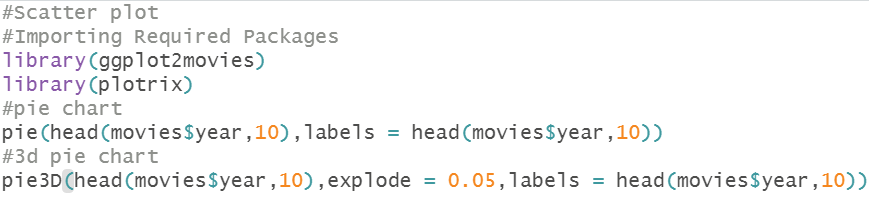 #Scatter plot
#Importing Required Packages
library(ggplot2movies)
library(plotrix)
#pie chart
pie(head(movies$year,10),labels = head(movies$year,10))
#3d pie chart
pie3D(head(movies$year,10),explode = 0.05,labels = head(movies$year,10))